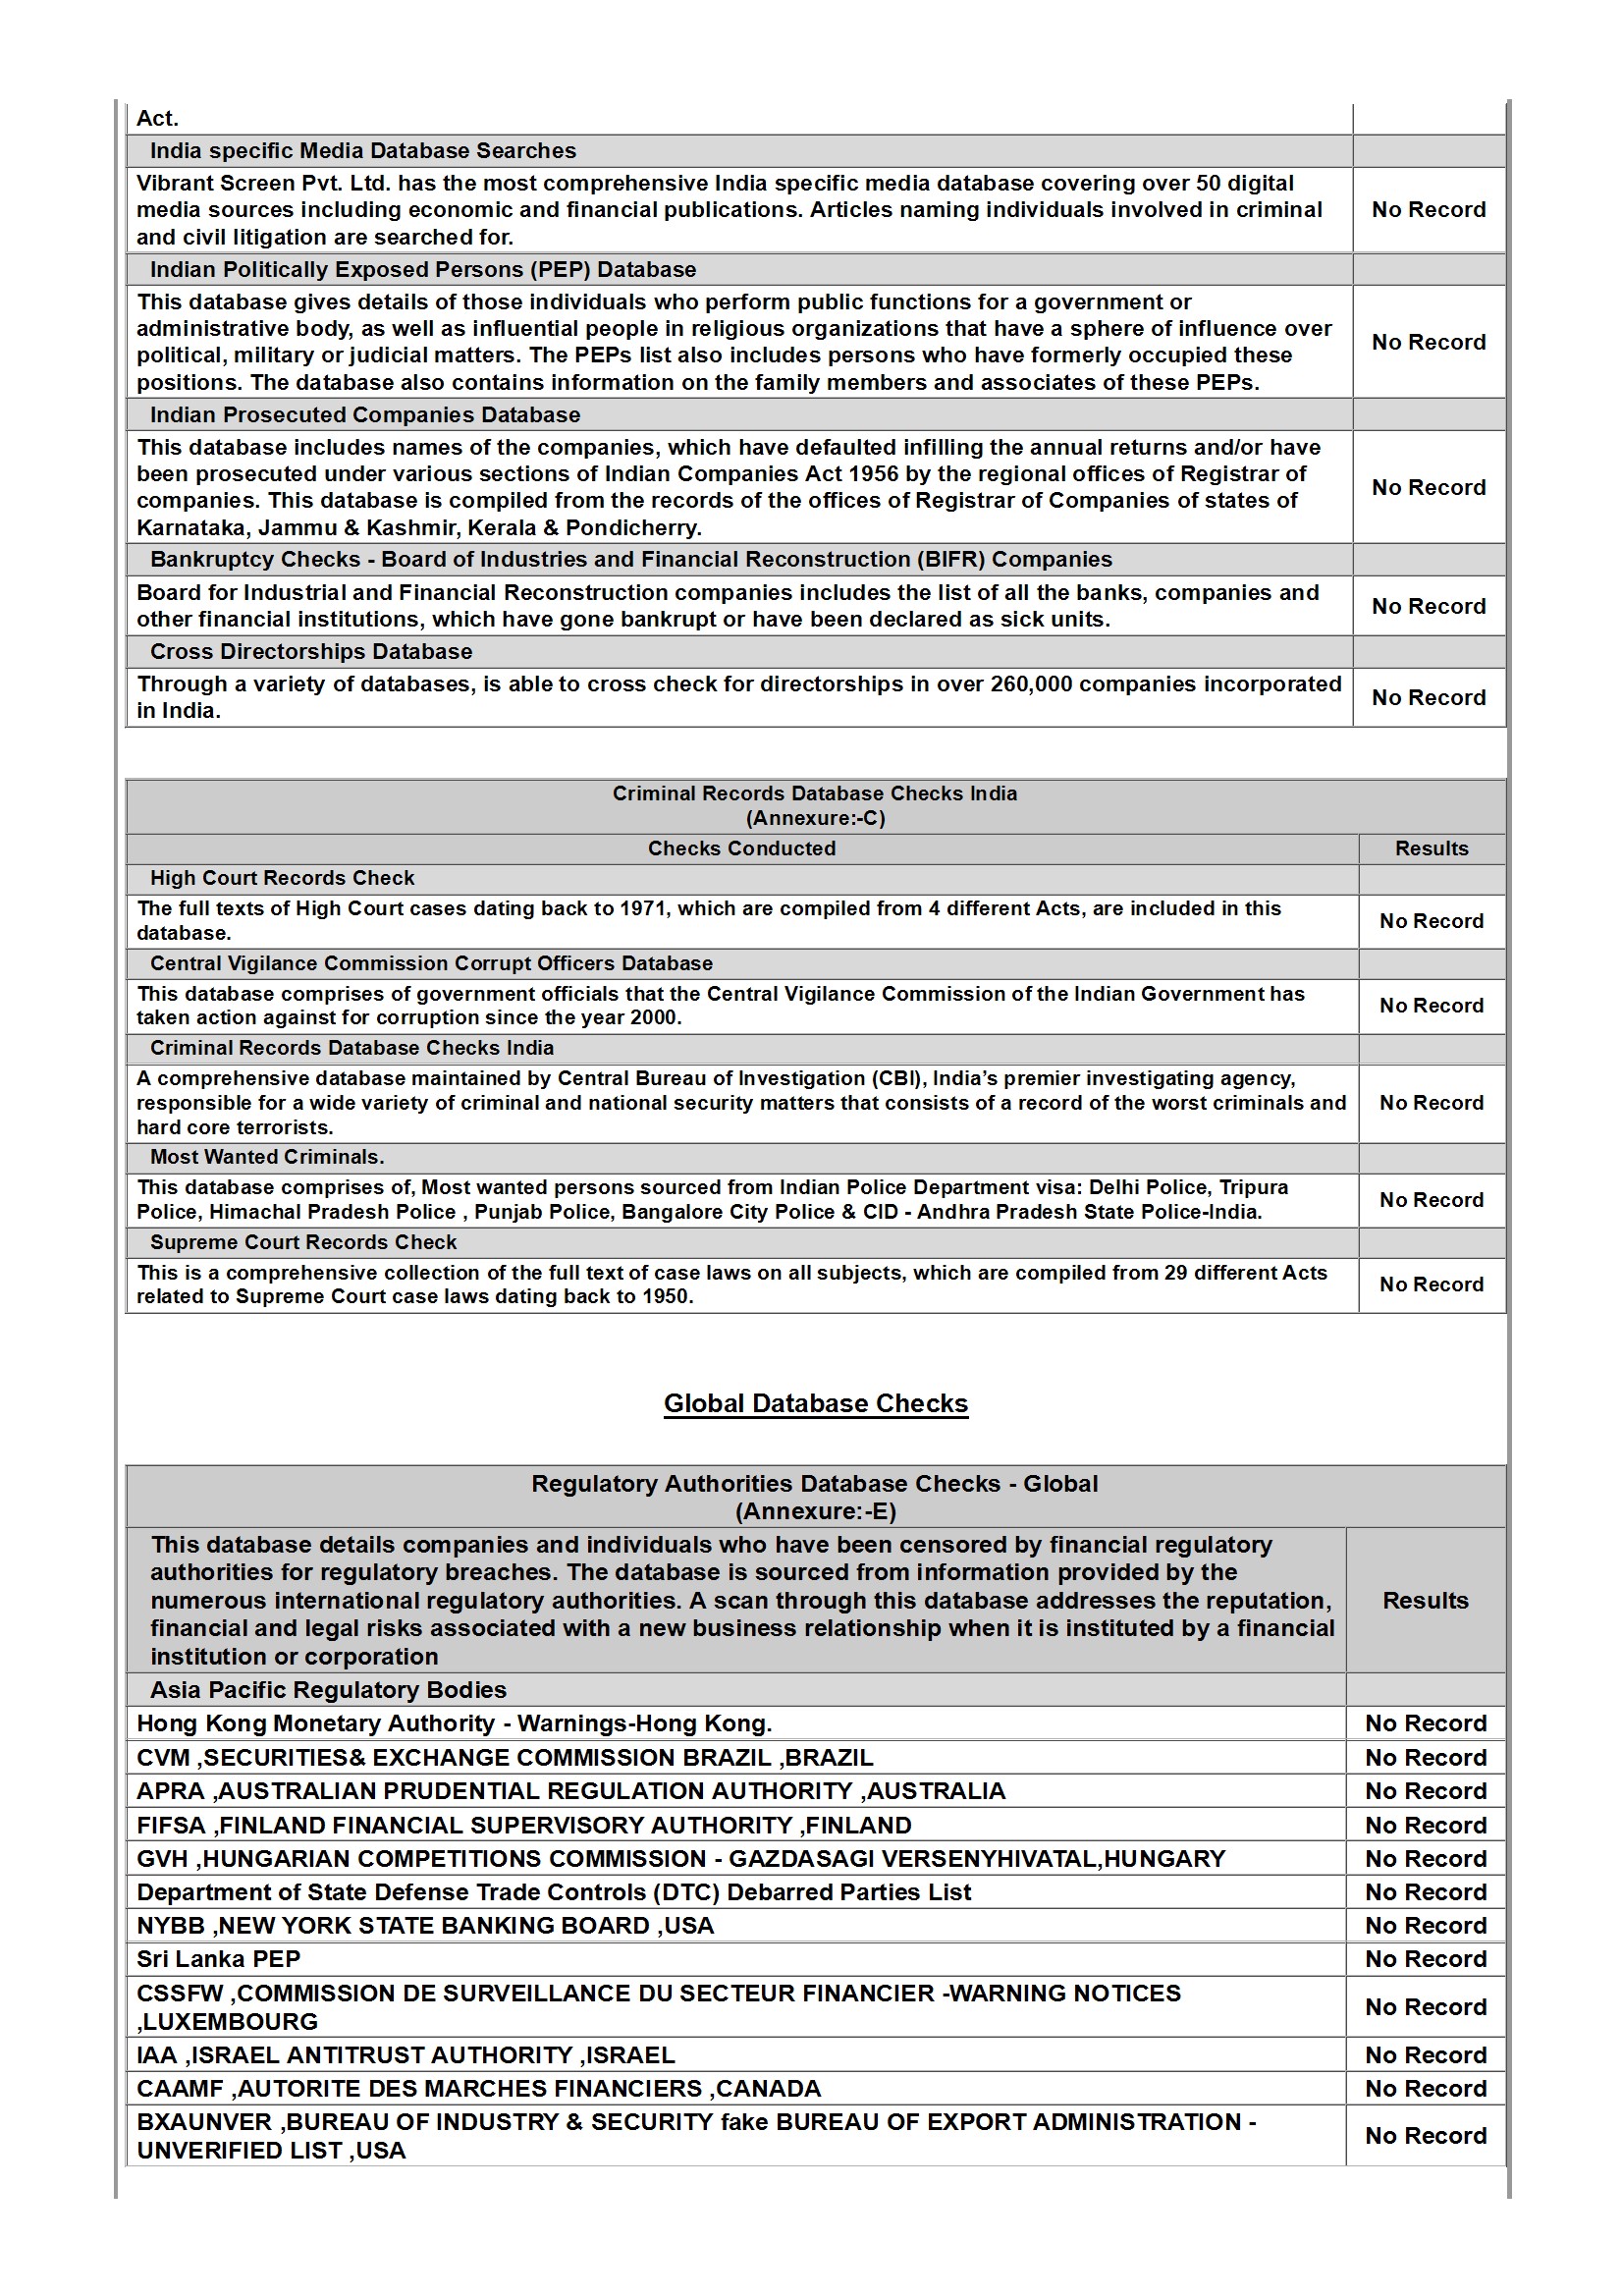 Act.
India specific Media Database Searches
Vibrant Screen Pvt. Ltd. has the most comprehensive India specific media database covering over 50 digital
media sources including economic and financial publications. Articles naming individuals involved in criminal
and civil litigation are searched for.
No Record
Indian Politically Exposed Persons (PEP) Database
This database gives details of those individuals who perform public functions for a government or
administrative body, as well as influential people in religious organizations that have a sphere of influence over
political, military or judicial matters. The PEPs list also includes persons who have formerly occupied these
positions. The database also contains information on the family members and associates of these PEPs.
No Record
Indian Prosecuted Companies Database
This database includes names of the companies, which have defaulted infilling the annual returns and/or have
been prosecuted under various sections of Indian Companies Act 1956 by the regional offices of Registrar of
companies. This database is compiled from the records of the offices of Registrar of Companies of states of
Karnataka, Jammu & Kashmir, Kerala & Pondicherry.
No Record
Bankruptcy Checks - Board of Industries and Financial Reconstruction (BIFR) Companies
Board for Industrial and Financial Reconstruction companies includes the list of all the banks, companies and
other financial institutions, which have gone bankrupt or have been declared as sick units.
No Record
Cross Directorships Database
Through a variety of databases, is able to cross check for directorships in over 260,000 companies incorporated
in India.
No Record
Criminal Records Database Checks India
(Annexure:-C)
Checks Conducted Results
High Court Records Check
The full texts of High Court cases dating back to 1971, which are compiled from 4 different Acts, are included in this
database.
No Record
Central Vigilance Commission Corrupt Officers Database
This database comprises of government officials that the Central Vigilance Commission of the Indian Government has
taken action against for corruption since the year 2000.
No Record
Criminal Records Database Checks India
A comprehensive database maintained by Central Bureau of Investigation (CBI), India’s premier investigating agency,
responsible for a wide variety of criminal and national security matters that consists of a record of the worst criminals and
hard core terrorists.
No Record
Most Wanted Criminals.
This database comprises of, Most wanted persons sourced from Indian Police Department visa: Delhi Police, Tripura
Police, Himachal Pradesh Police , Punjab Police, Bangalore City Police & CID - Andhra Pradesh State Police-India.
No Record
Supreme Court Records Check
This is a comprehensive collection of the full text of case laws on all subjects, which are compiled from 29 different Acts
related to Supreme Court case laws dating back to 1950.
No Record
Global Database Checks
Regulatory Authorities Database Checks - Global
(Annexure:-E)
This database details companies and individuals who have been censored by financial regulatory
authorities for regulatory breaches. The database is sourced from information provided by the
numerous international regulatory authorities. A scan through this database addresses the reputation,
financial and legal risks associated with a new business relationship when it is instituted by a financial
institution or corporation
Results
Asia Pacific Regulatory Bodies
Hong Kong Monetary Authority - Warnings-Hong Kong. No Record
CVM ,SECURITIES& EXCHANGE COMMISSION BRAZIL ,BRAZIL No Record
APRA ,AUSTRALIAN PRUDENTIAL REGULATION AUTHORITY ,AUSTRALIA No Record
FIFSA ,FINLAND FINANCIAL SUPERVISORY AUTHORITY ,FINLAND No Record
GVH ,HUNGARIAN COMPETITIONS COMMISSION - GAZDASAGI VERSENYHIVATAL,HUNGARY No Record
Department of State Defense Trade Controls (DTC) Debarred Parties List No Record
NYBB ,NEW YORK STATE BANKING BOARD ,USA No Record
Sri Lanka PEP No Record
CSSFW ,COMMISSION DE SURVEILLANCE DU SECTEUR FINANCIER -WARNING NOTICES
,LUXEMBOURG
No Record
IAA ,ISRAEL ANTITRUST AUTHORITY ,ISRAEL No Record
CAAMF ,AUTORITE DES MARCHES FINANCIERS ,CANADA No Record
BXAUNVER ,BUREAU OF INDUSTRY & SECURITY fake BUREAU OF EXPORT ADMINISTRATION -
UNVERIFIED LIST ,USA
No Record